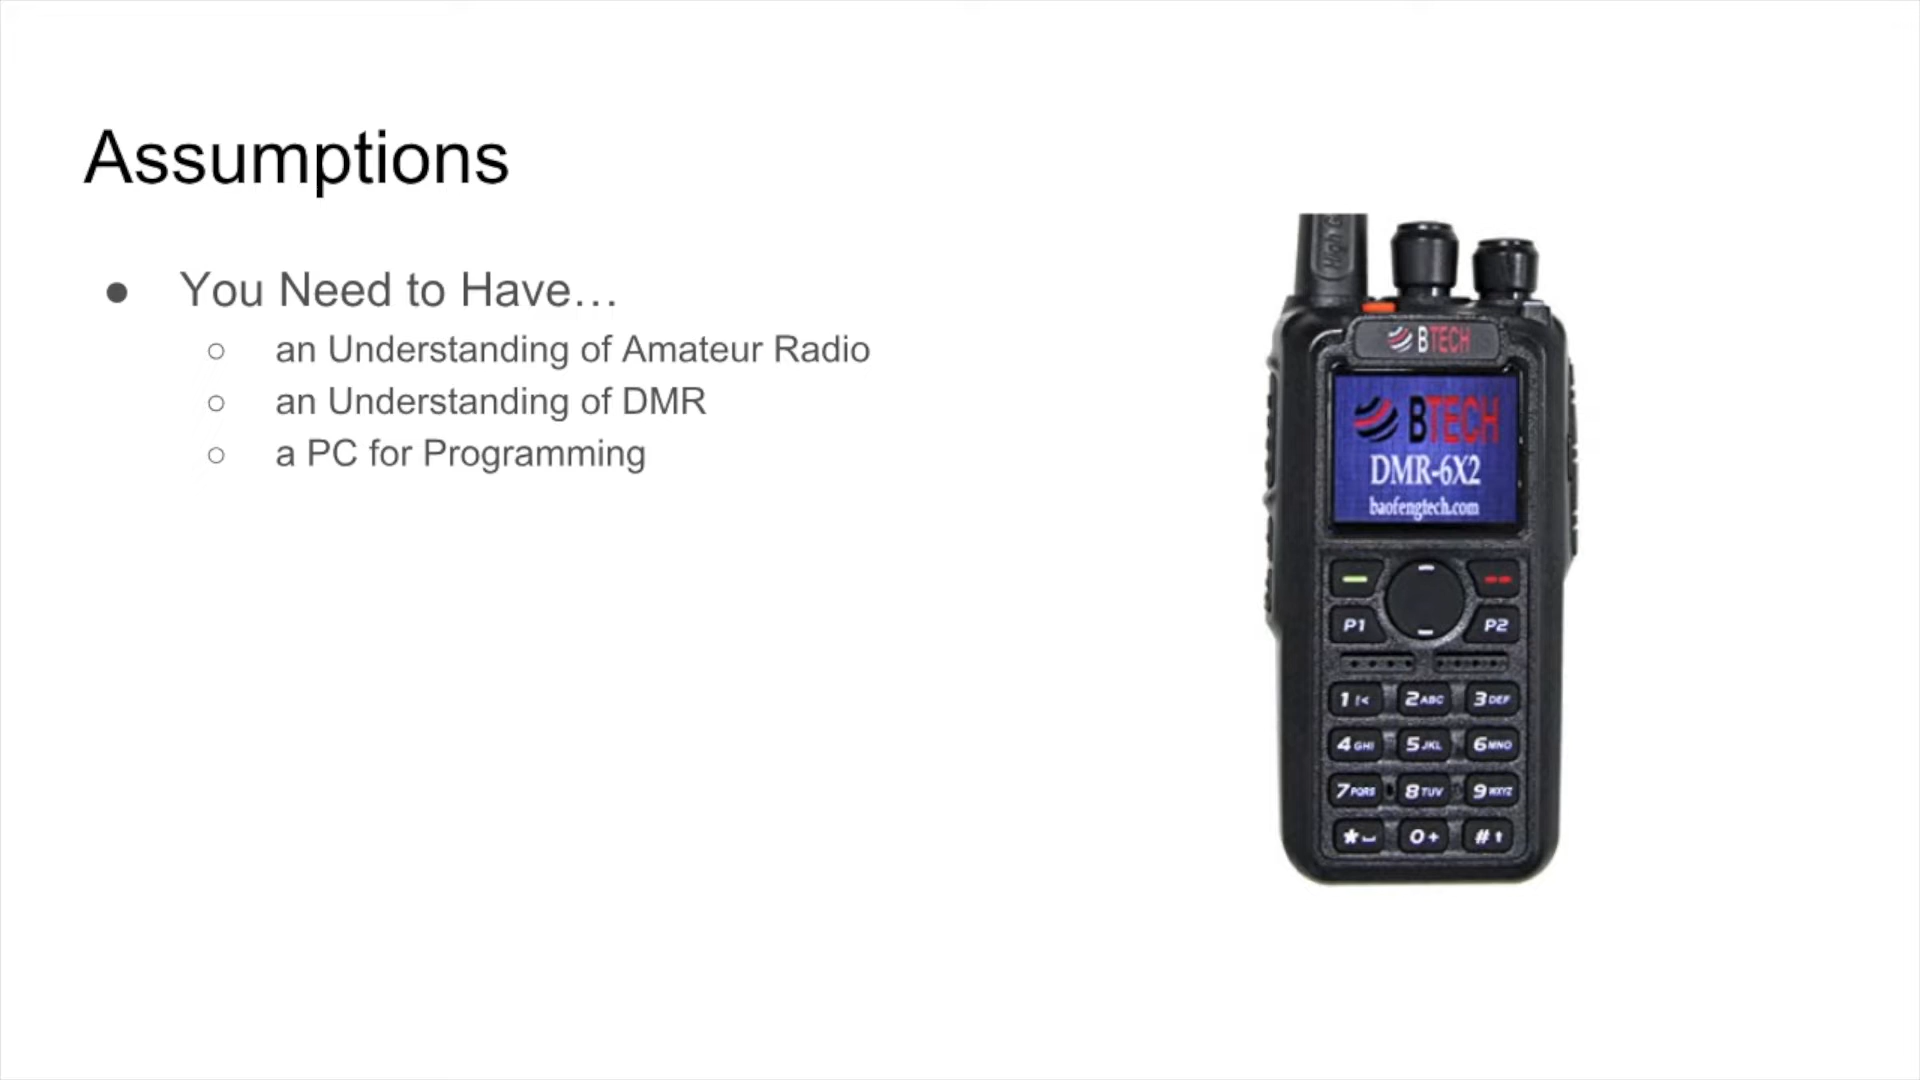 Assumptions
● You Need to Have…
○ an Understanding of Amateur Radio
○ an Understanding of DMR
○ a PC for Programming
High
BTECH
BTECH
DMR-6X2
baofengtech.com
P1 P2
1 2ABC 3DEF
4GHI 5JKL 6MNO
7PQRS 8TUV 9WXYZ
* 0+ #